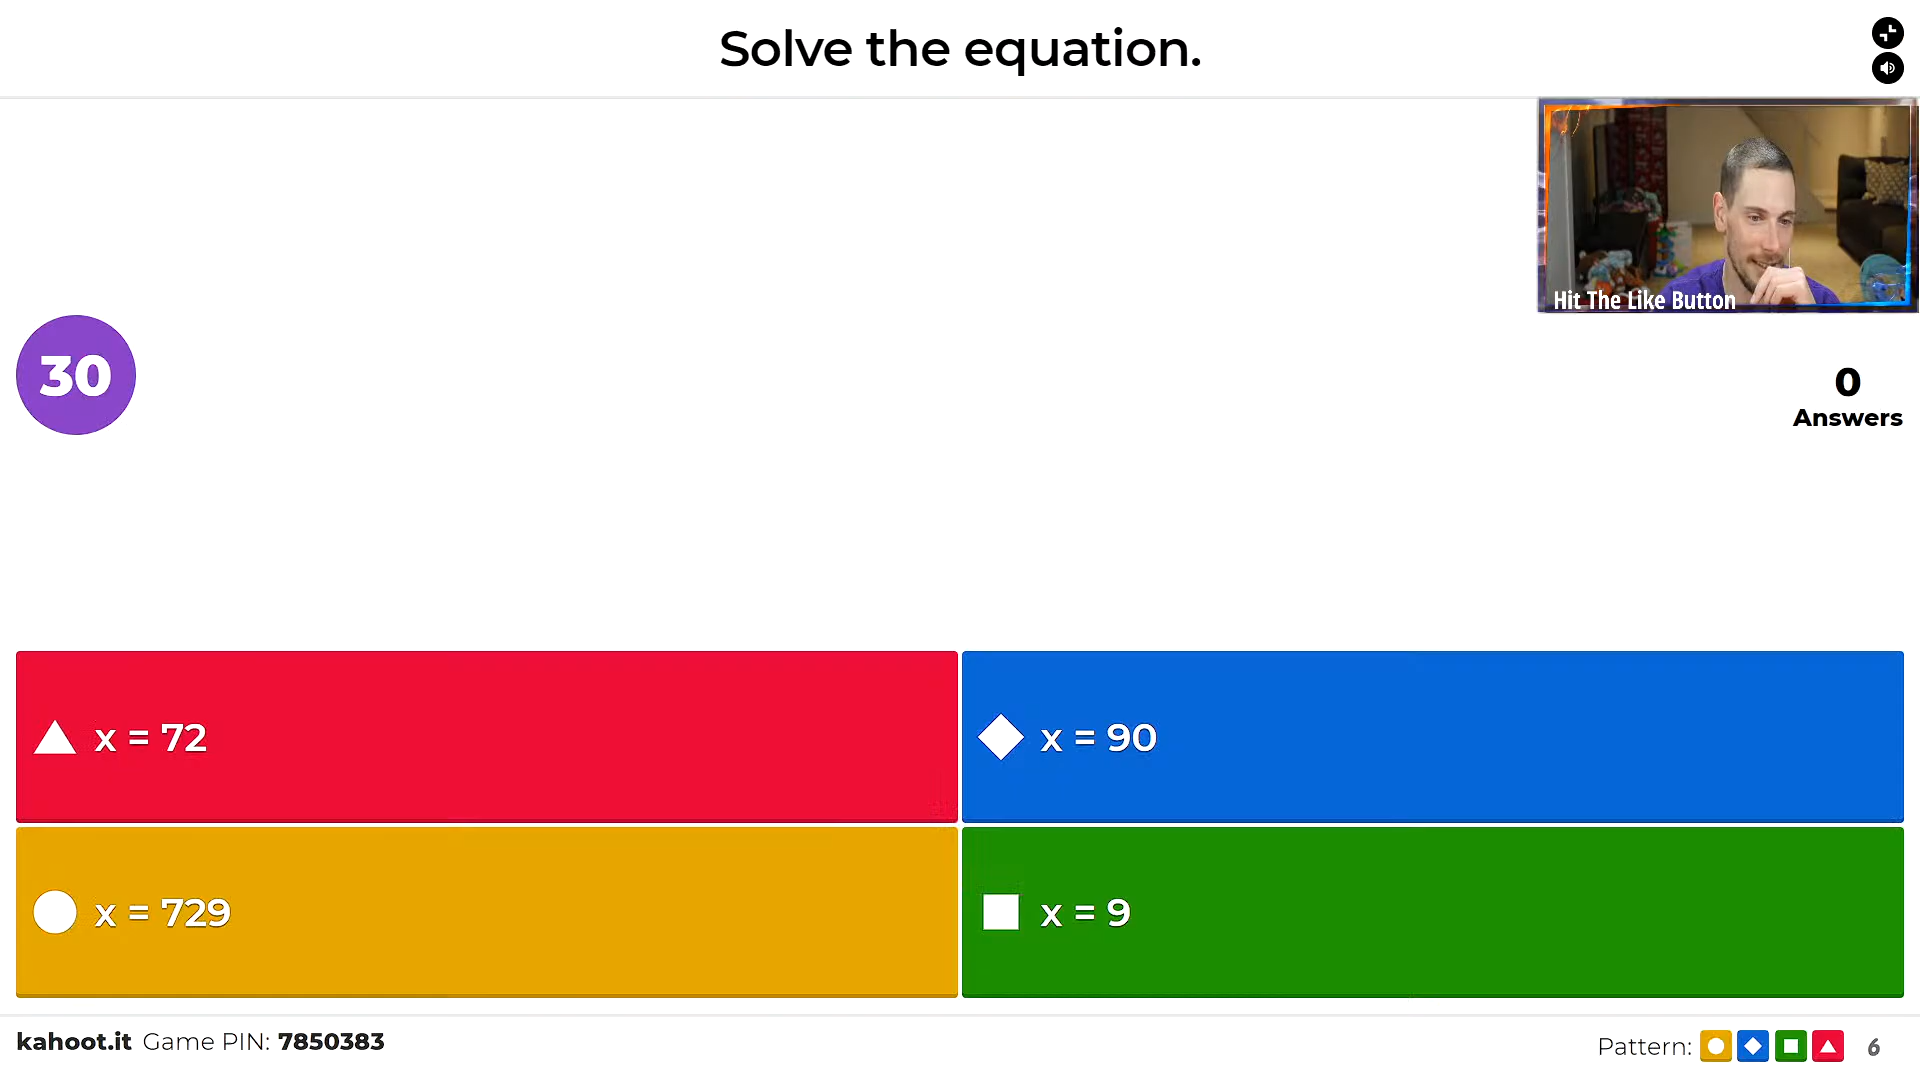 Solve the equation.
Hit The Like Button
30
0
Answers
x = 72
x = 90
x = 729
x = 9
kahoot.it Game PIN: 7850383
Pattern:
6